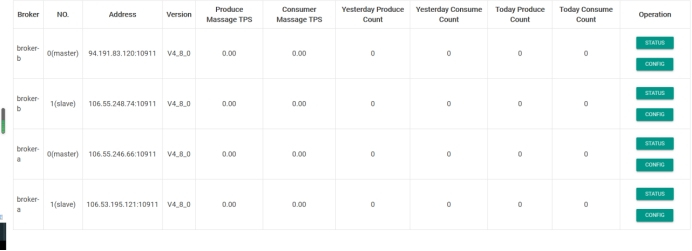 Broker NO. Address Version Produce Massage TPS Consumer Massage TPS Yesterday Produce Count Yesterday Consume Count Today Produce Count Today Consume Count Operation
broker-b 0(master) 94.191.83.120:10911 V4_8_0 0.00 0.00 0 0 0 0 STATUS CONFIG
broker-b 1(slave) 106.55.248.74:10911 V4_8_0 0.00 0.00 0 0 0 0 STATUS CONFIG
broker-a 0(master) 106.55.246.66:10911 V4_8_0 0.00 0.00 0 0 0 0 STATUS CONFIG
broker-a 1(slave) 106.53.195.121:10911 V4_8_0 0.00 0.00 0 0 0 0 STATUS CONFIG